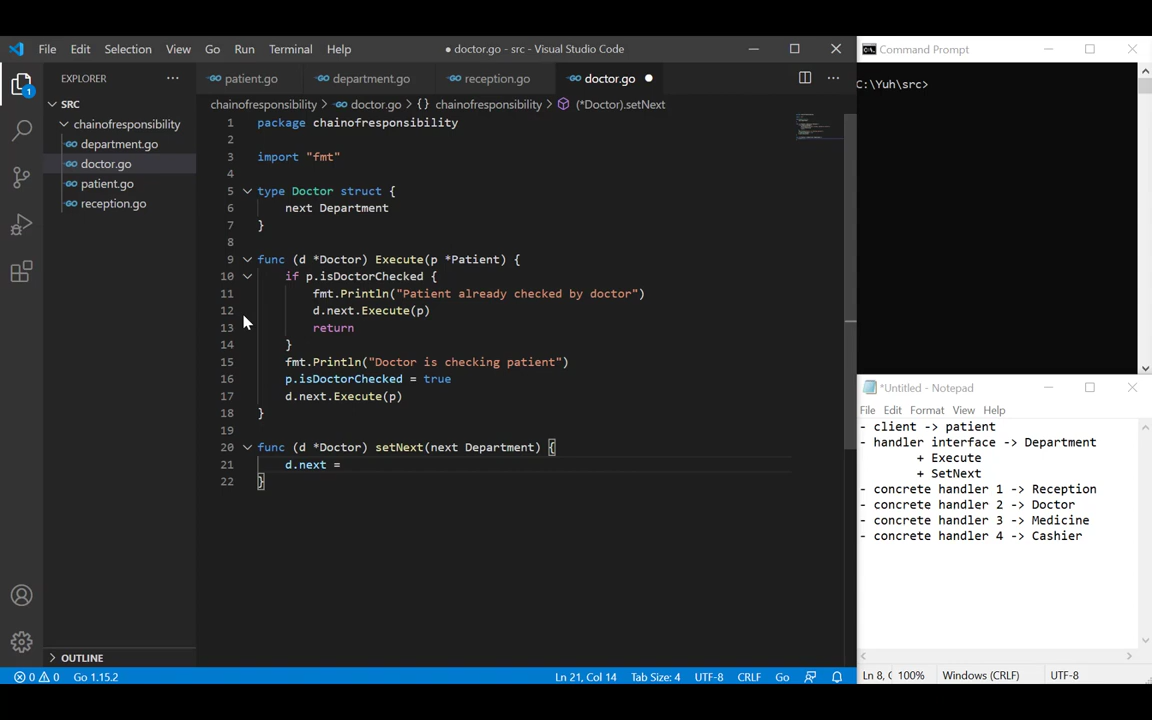 File Edit Selection View Go Run Terminal Help
● doctor.go - src - Visual Studio Code
Command Prompt
EXPLORER
patient.go
department.go
reception.go
doctor.go
1
SRC
chainofresponsibility
department.go
doctor.go
patient.go
reception.go
chainofresponsibility > doctor.go > {} chainofresponsibility > (*Doctor).setNext
1 package chainofresponsibility
2
3 import "fmt"
4
5 type Doctor struct {
6 next Department
7 }
8
9 func (d *Doctor) Execute(p *Patient) {
10 if p.isDoctorChecked {
11 fmt.Println("Patient already checked by doctor")
12 d.next.Execute(p)
13 return
14 }
15 fmt.Println("Doctor is checking patient")
16 p.isDoctorChecked = true
17 d.next.Execute(p)
18 }
19
20 func (d *Doctor) setNext(next Department) {
21 d.next =
22 }
OUTLINE
0 0 Go 1.15.2
Ln 21, Col 14 Tab Size: 4 UTF-8 CRLF Go
C:\Yuh\src>
*Untitled - Notepad
File Edit Format View Help
- client -> patient
- handler interface -> Department
+ Execute
+ SetNext
- concrete handler 1 -> Reception
- concrete handler 2 -> Doctor
- concrete handler 3 -> Medicine
- concrete handler 4 -> Cashier
Ln 8, C 100% Windows (CRLF) UTF-8